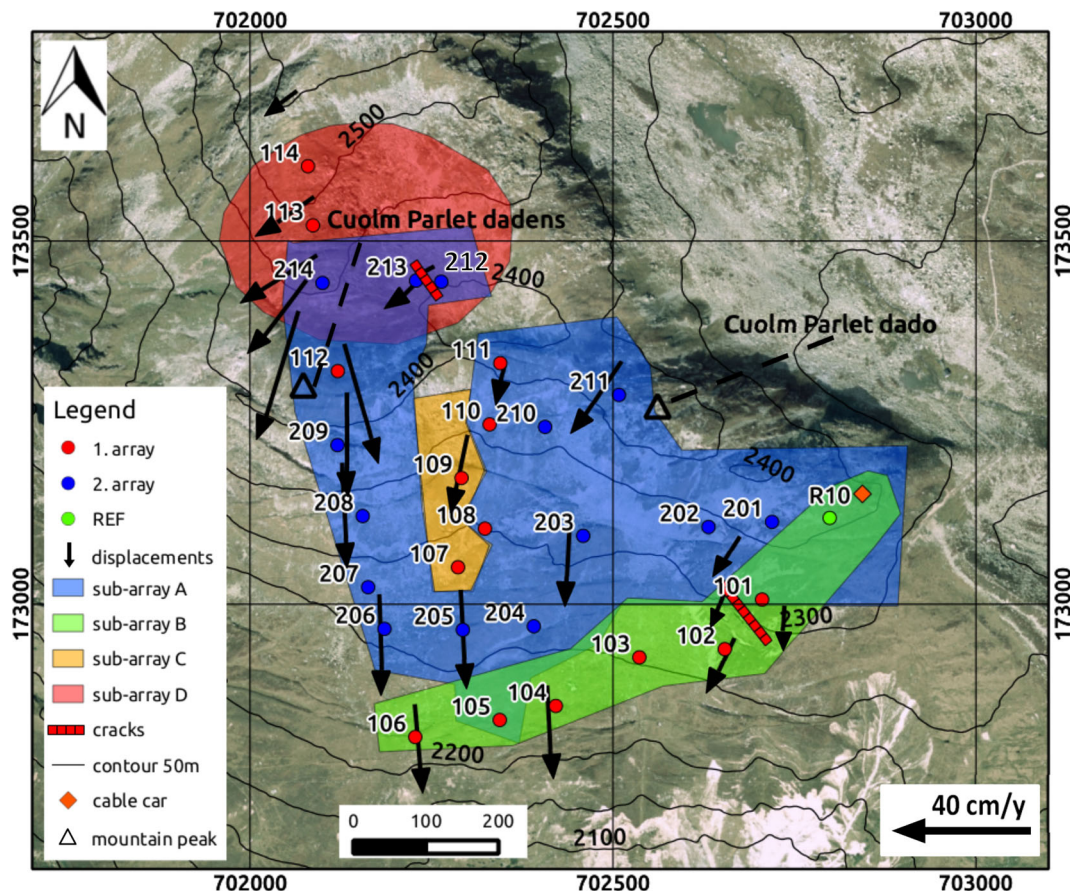 702000 702500 703000
N
173500
173500
173000
173000
2500
114
113
Cuolm Parlet dadens
214
213
212
2400
Cuolm Parlet dado
112
111
2400
211
110
210
209
109
2400
R10
208
108
203
202
201
107
207
101
206
205
204
2300
103
102
105
104
106
2200
2100
Legend
1. array
2. array
REF
displacements
sub-array A
sub-array B
sub-array C
sub-array D
cracks
contour 50m
cable car
mountain peak
0 100 200
40 cm/y
702000 702500 703000